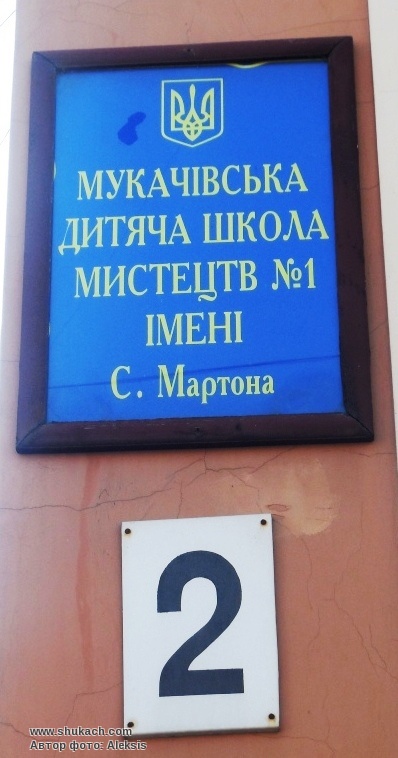 МУКАЧІВСЬКА
ДИТЯЧА ШКОЛА
МИСТЕЦТВ №1
ІМЕНІ
С. Мартона
2
www.shukach.com
Автор фото: Aleksis